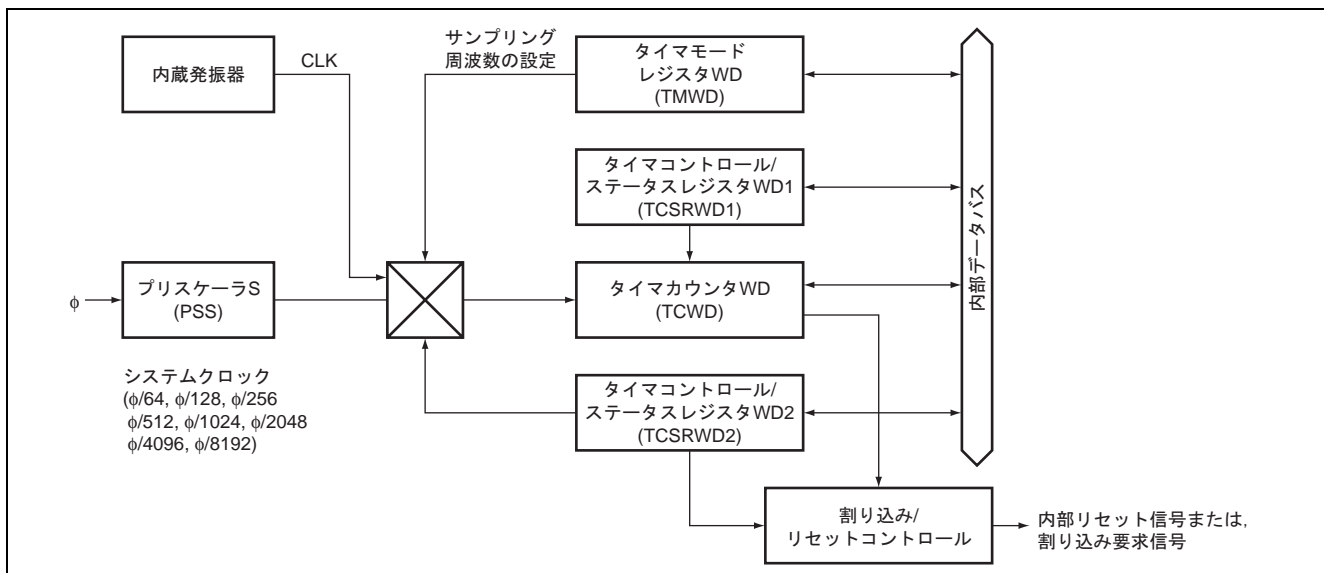 内蔵発振器
CLK
サンプリング
周波数の設定
タイマモード
レジスタWD
(TMWD)
タイマコントロール/
ステータスレジスタWD1
(TCSRWD1)
φ
プリスケーラS
(PSS)
タイマカウンタWD
(TCWD)
内部データバス
システムクロック
(φ/64, φ/128, φ/256
φ/512, φ/1024, φ/2048
φ/4096, φ/8192)
タイマコントロール/
ステータスレジスタWD2
(TCSRWD2)
割り込み/
リセットコントロール
内部リセット信号または,
割り込み要求信号